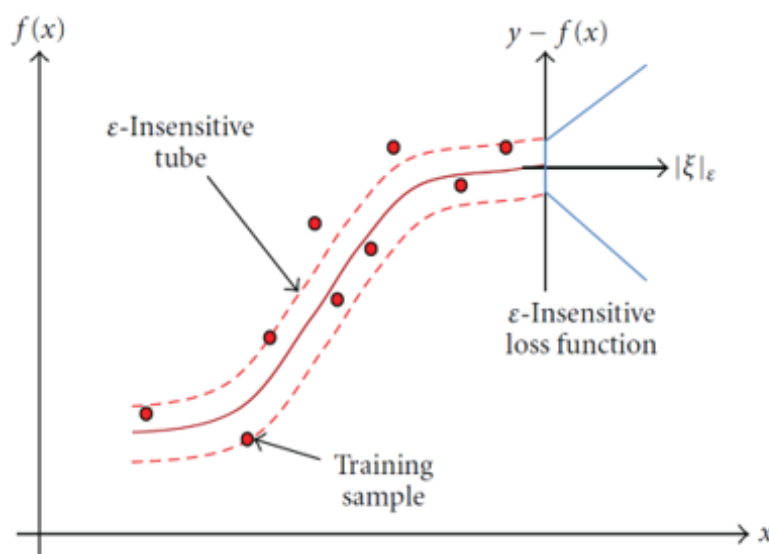 f(x)
y − f(x)
ε-Insensitive
tube
|ξ|ε
ε-Insensitive
loss function
Training
sample
x